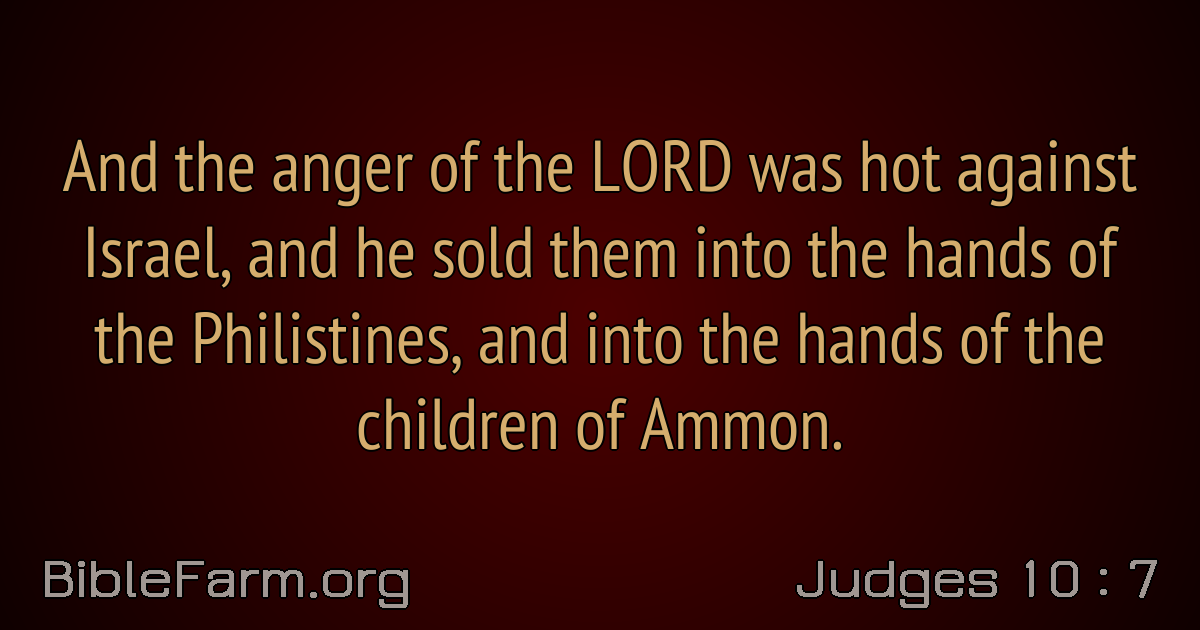 And the anger of the LORD was hot against
Israel, and he sold them into the hands of
the Philistines, and into the hands of the
children of Ammon.
BibleFarm.org
Judges 10 : 7